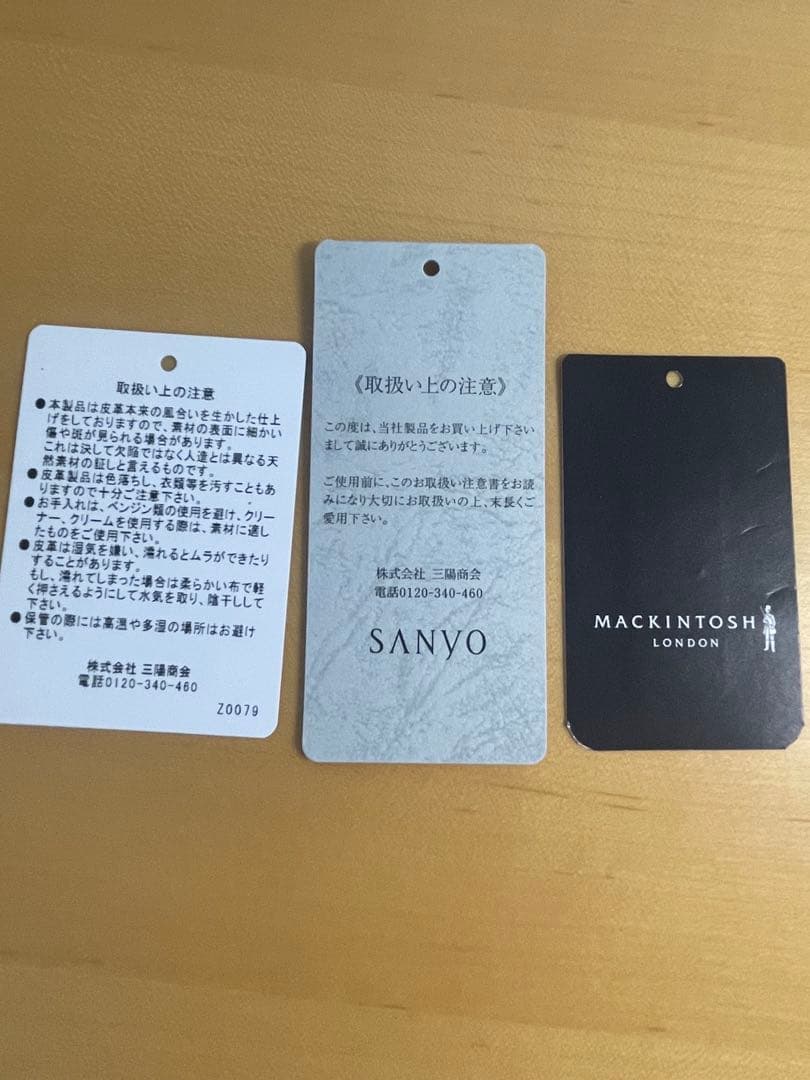 取扱い上の注意
●本製品は皮革本来の風合いを生かした仕上
げをしておりますので、素材の表面に細かい
傷や斑が見られる場合があります。
これは決して欠陥ではなく人造とは異なる天
然素材の証しと言えるものです。
●皮革製品は色落ちし、衣類等を汚すこともあ
りますので十分ご注意下さい。
●お手入れは、ベンジン類の使用を避け、クリー
ナー、クリームを使用する際は、素材に適し
たものをご使用下さい。
●皮革は湿気を嫌い、濡れるとムラができたり
することがあります。
もし、濡れてしまった場合は柔らかい布で軽
く押さえるようにして水気を取り、陰干しして
下さい。
●保管の際には高温や多湿の場所はお避け
下さい。
株式会社 三陽商会
電話0120-340-460
Z0079
《取扱い上の注意》
この度は、当社製品をお買い上げ下さい
まして誠にありがとうございます。
ご使用前に、このお取扱い注意書をお読
みになり大切にお取扱いの上、末長くご
愛用下さい。
株式会社 三陽商会
電話0120-340-460
SANYO
MACKINTOSH
LONDON